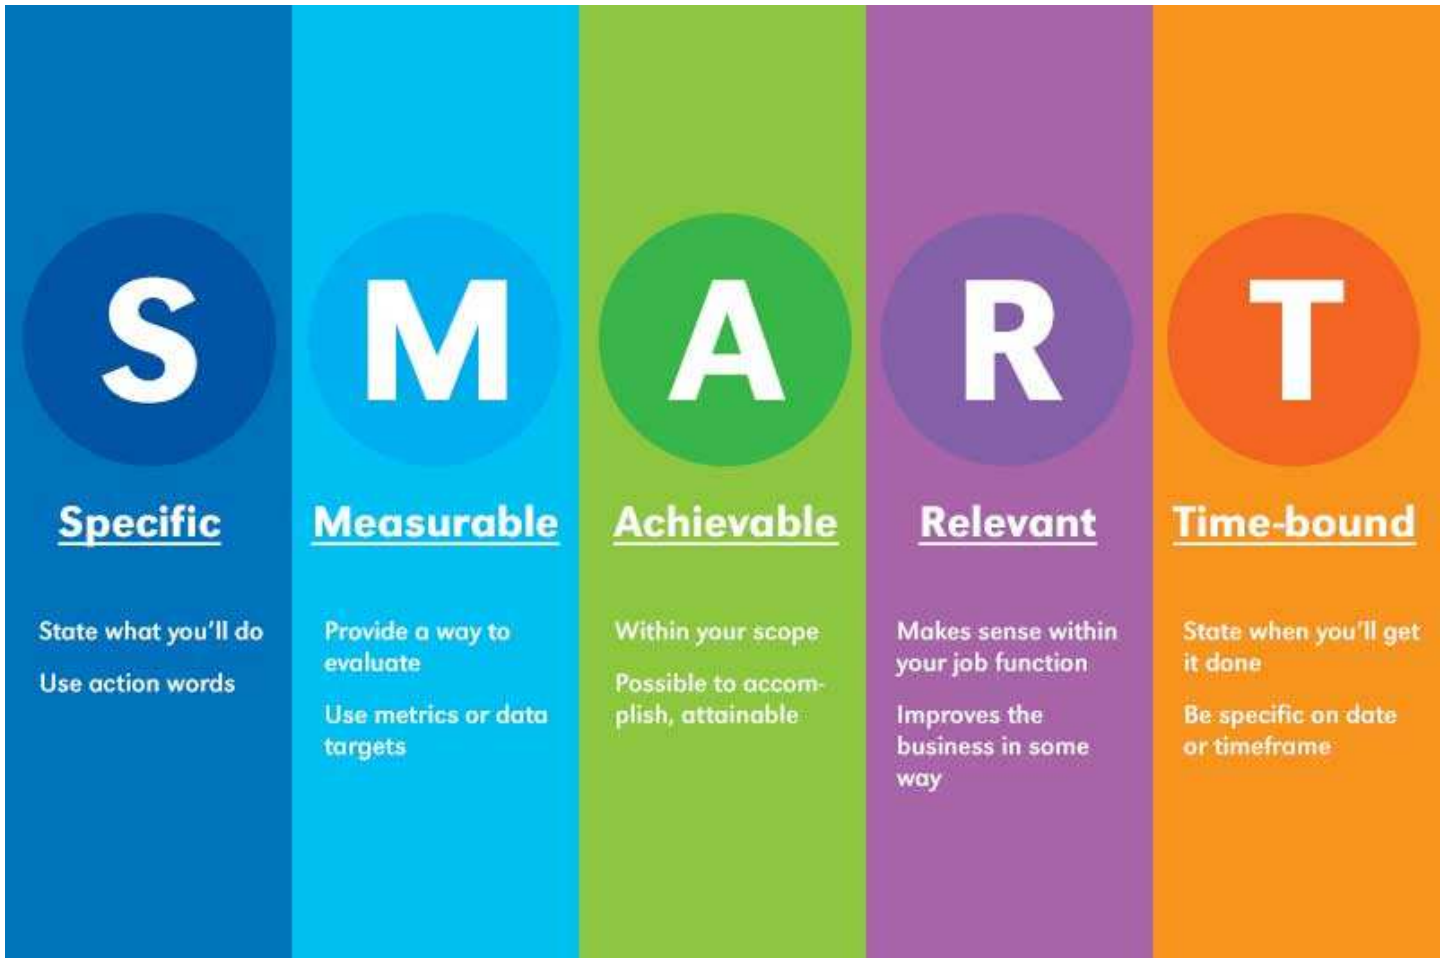 S
Specific
State what you'll do
Use action words
M
Measurable
Provide a way to
evaluate
Use metrics or data
targets
A
Achievable
Within your scope
Possible to accom-
plish, attainable
R
Relevant
Makes sense within
your job function
Improves the
business in some
way
T
Time-bound
State when you'll get
it done
Be specific on date
or timeframe